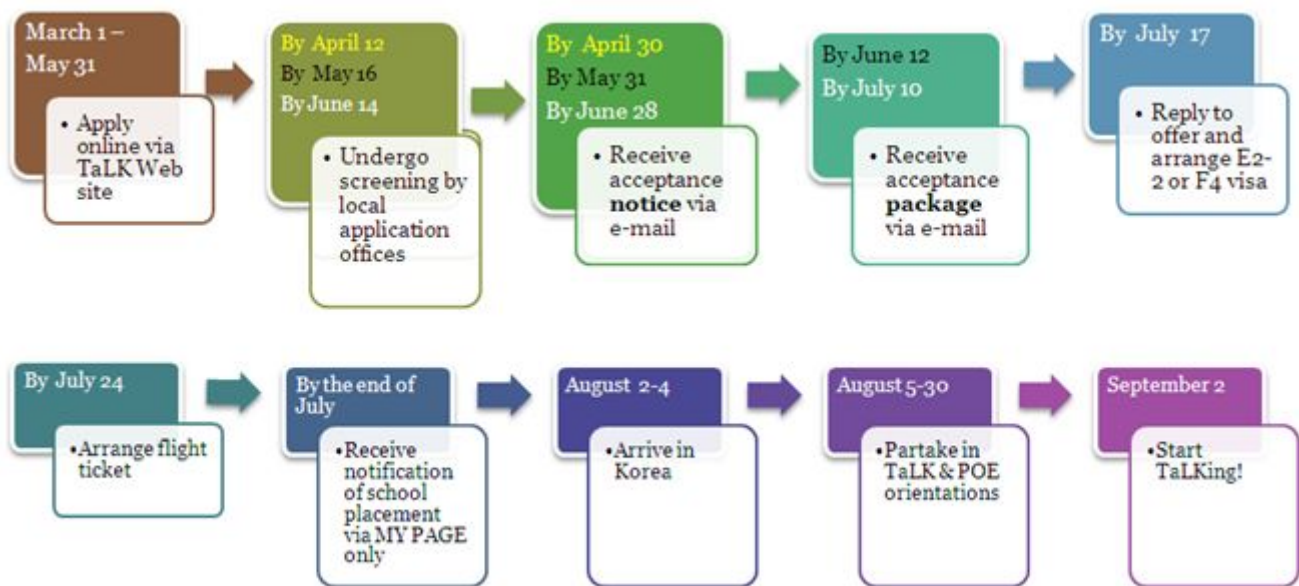 March 1 –
May 31
• Apply
online via
TaLK Web
site
By April 12
By May 16
By June 14
• Undergo
screening by
local
application
offices
By April 30
By May 31
By June 28
• Receive
acceptance
notice via
e-mail
By June 12
By July 10
• Receive
acceptance
package
via e-mail
By July 17
• Reply to
offer and
arrange E2-
2 or F4 visa
By July 24
•Arrange flight
ticket
By the end of
July
•Receive
notification
of school
placement
via MY PAGE
only
August 2-4
•Arrive in
Korea
August 5-30
•Partake in
TaLK & POE
orientations
September 2
•Start
TaLKing!